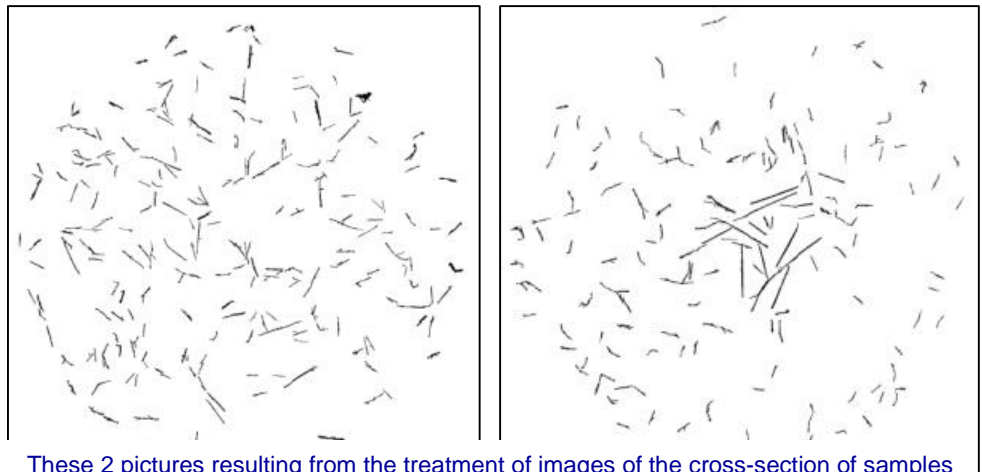 These 2 pictures resulting from the treatment of images of the cross-section of samples